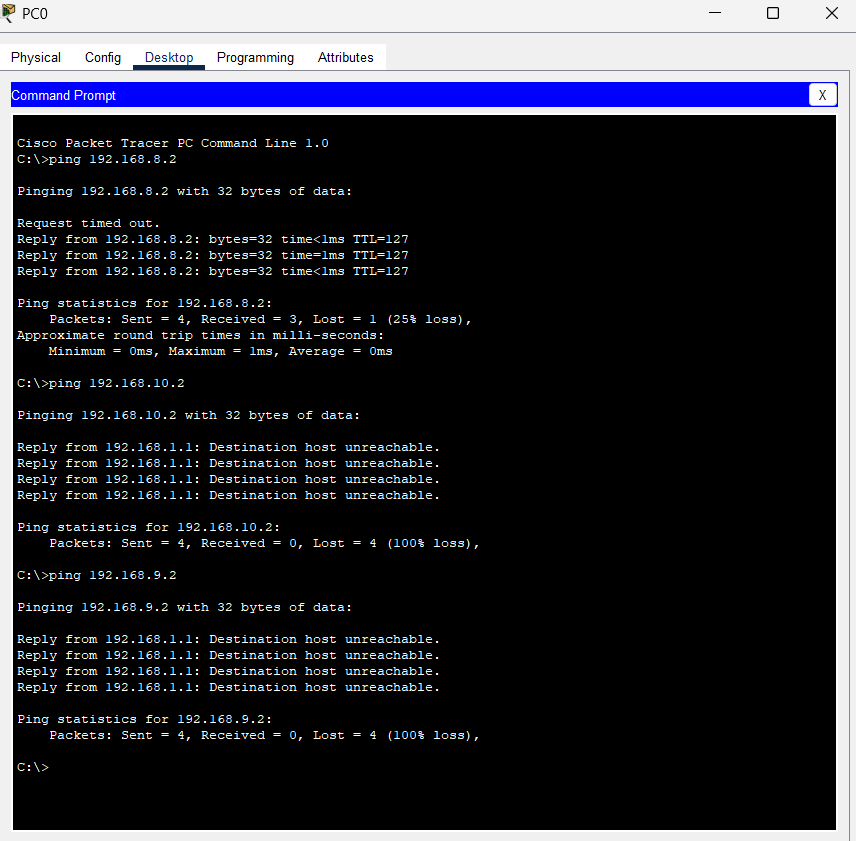 PC0
Physical Config Desktop Programming Attributes
Command Prompt X
Cisco Packet Tracer PC Command Line 1.0
C:\>ping 192.168.8.2
Pinging 192.168.8.2 with 32 bytes of data:
Request timed out.
Reply from 192.168.8.2: bytes=32 time<1ms TTL=127
Reply from 192.168.8.2: bytes=32 time=1ms TTL=127
Reply from 192.168.8.2: bytes=32 time<1ms TTL=127
Ping statistics for 192.168.8.2:
Packets: Sent = 4, Received = 3, Lost = 1 (25% loss),
Approximate round trip times in milli-seconds:
Minimum = 0ms, Maximum = 1ms, Average = 0ms
C:\>ping 192.168.10.2
Pinging 192.168.10.2 with 32 bytes of data:
Reply from 192.168.1.1: Destination host unreachable.
Reply from 192.168.1.1: Destination host unreachable.
Reply from 192.168.1.1: Destination host unreachable.
Reply from 192.168.1.1: Destination host unreachable.
Ping statistics for 192.168.10.2:
Packets: Sent = 4, Received = 0, Lost = 4 (100% loss),
C:\>ping 192.168.9.2
Pinging 192.168.9.2 with 32 bytes of data:
Reply from 192.168.1.1: Destination host unreachable.
Reply from 192.168.1.1: Destination host unreachable.
Reply from 192.168.1.1: Destination host unreachable.
Reply from 192.168.1.1: Destination host unreachable.
Ping statistics for 192.168.9.2:
Packets: Sent = 4, Received = 0, Lost = 4 (100% loss),
C:\>